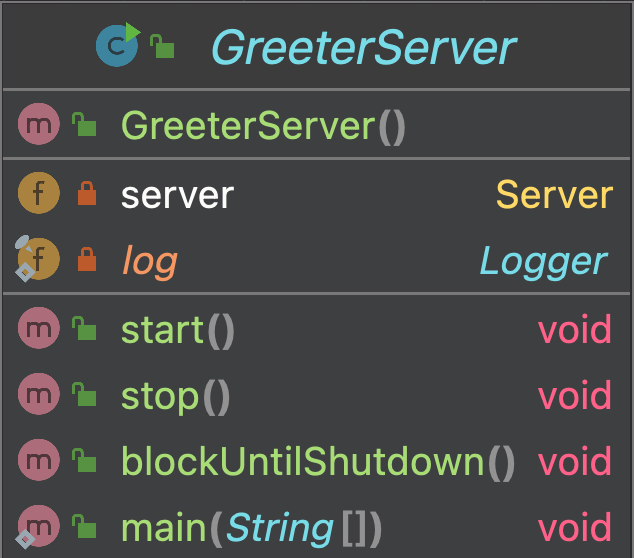 GreeterServer
GreeterServer()
server Server
log Logger
start() void
stop() void
blockUntilShutdown() void
main(String[]) void